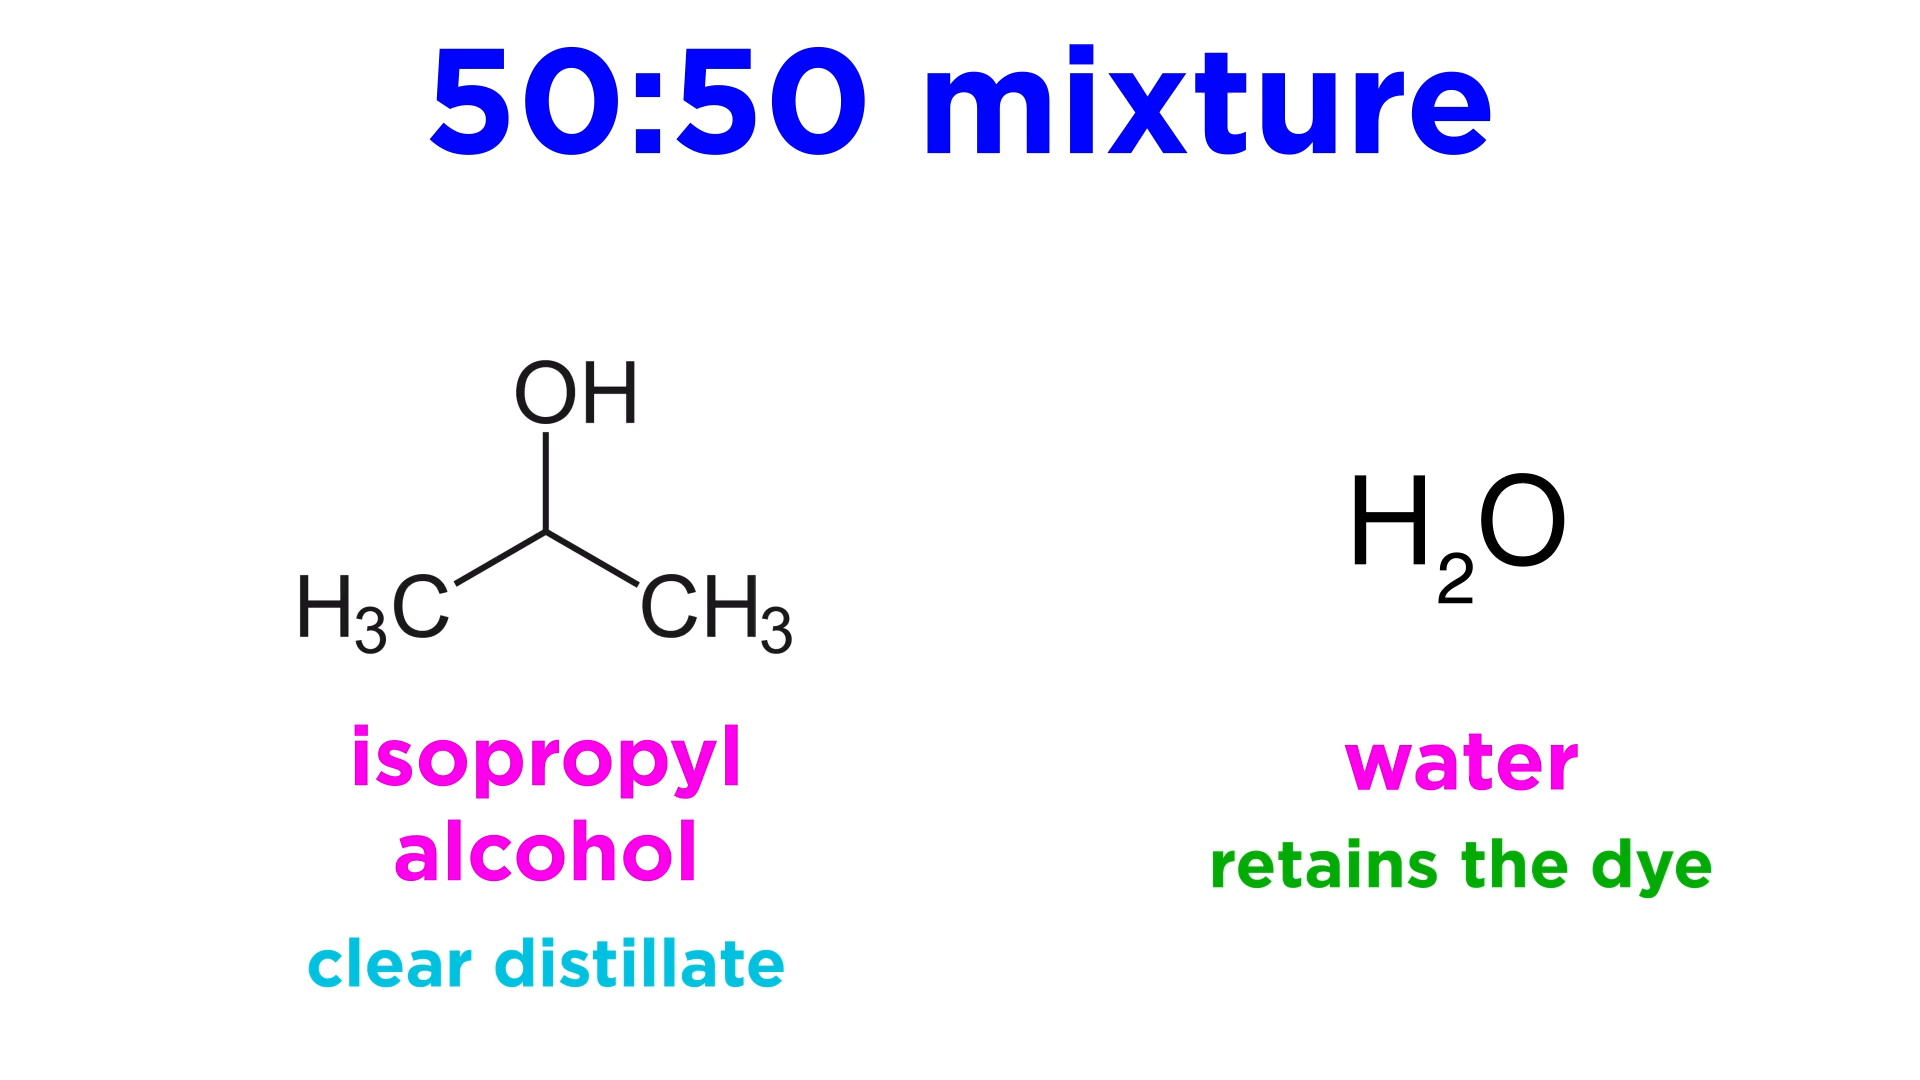 50:50 mixture
OH
H₃C
CH₃
H₂O
isopropyl
alcohol
clear distillate
water
retains the dye